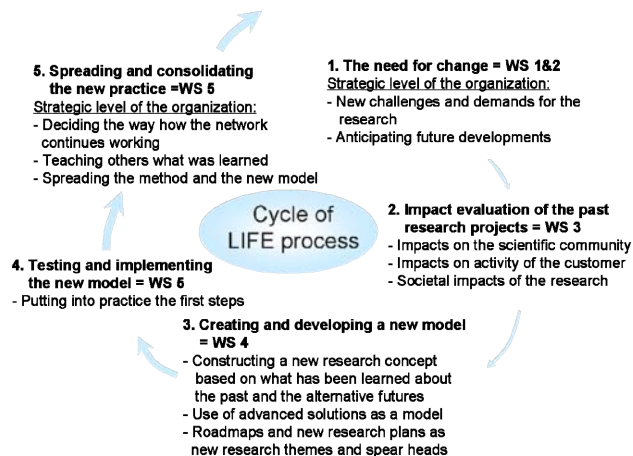 1. The need for change = WS 1&2
Strategic level of the organization:
- New challenges and demands for the
research
- Anticipating future developments
2. Impact evaluation of the past
research projects = WS 3
- Impacts on the scientific community
- Impacts on activity of the customer
- Societal impacts of the research
3. Creating and developing a new model
= WS 4
- Constructing a new research concept
based on what has been learned about
the past and the alternative futures
- Use of advanced solutions as a model
- Roadmaps and new research plans as
new research themes and spear heads
4. Testing and implementing
the new model = WS 5
- Putting into practice the first steps
5. Spreading and consolidating
the new practice =WS 5
Strategic level of the organization:
- Deciding the way how the network
continues working
- Teaching others what was learned
- Spreading the method and the new model
Cycle of
LIFE process